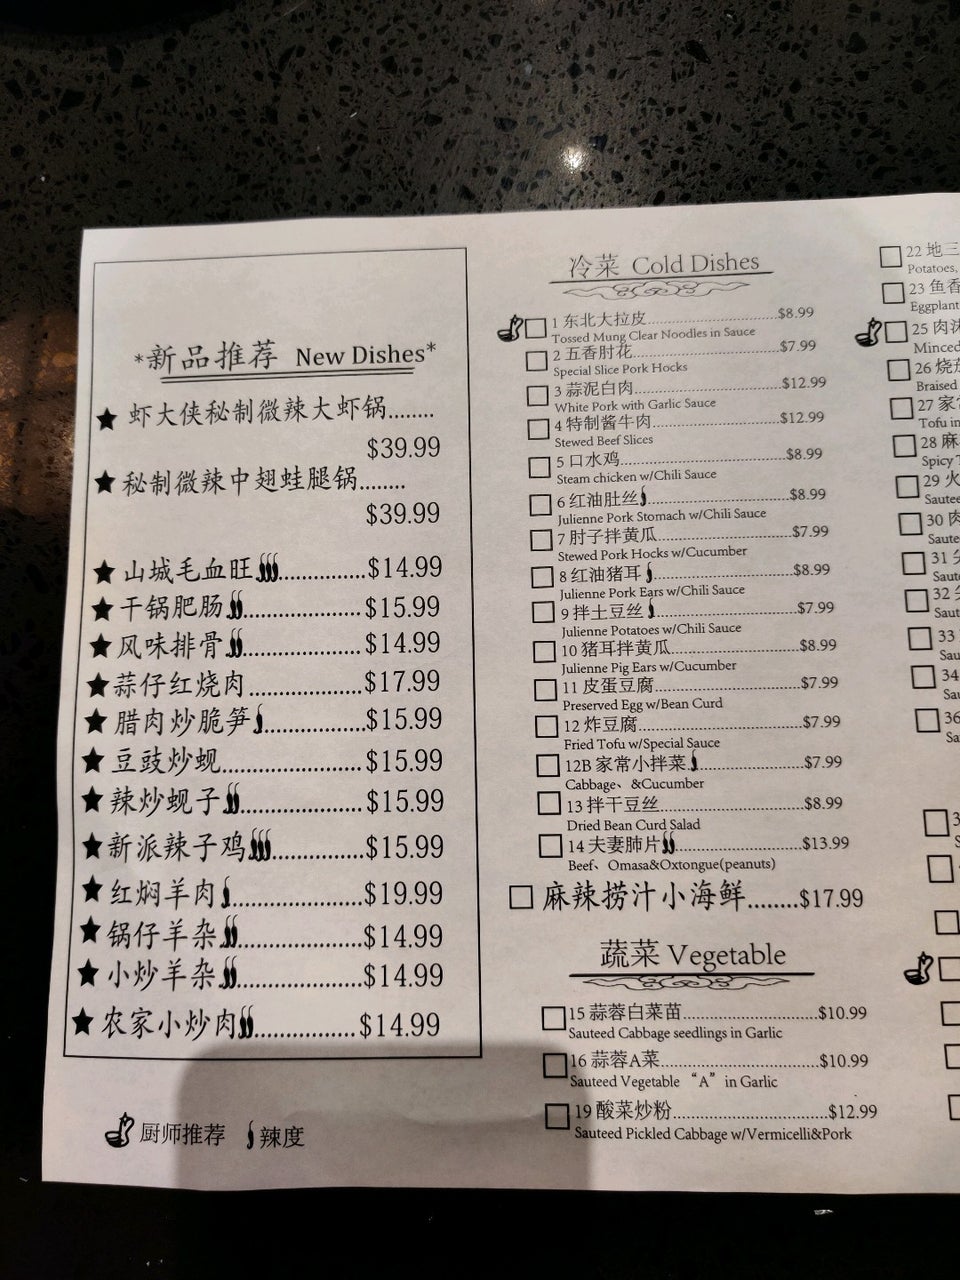 *新品推荐 New Dishes*
★ 虾大侠秘制微辣大虾锅........
$39.99
★ 秘制微辣中翅蛙腿锅........
$39.99
★ 山城毛血旺...............$14.99
★ 干锅肥肠...............$15.99
★ 风味排骨...............$14.99
★ 蒜仔红烧肉...............$17.99
★ 腊肉炒脆笋...............$15.99
★ 豆豉炒蚬...............$15.99
★ 辣炒蚬子...............$15.99
★ 新派辣子鸡...............$15.99
★ 红焖羊肉...............$19.99
★ 锅仔羊杂...............$14.99
★ 小炒羊杂...............$14.99
★ 农家小炒肉...............$14.99
厨师推荐 辣度
冷菜 Cold Dishes
1 东北大拉皮...............$8.99
Tossed Mung Clear Noodles in Sauce
2 五香肘花...............$7.99
Special Slice Pork Hocks
3 蒜泥白肉...............$12.99
White Pork with Garlic Sauce
4 特制酱牛肉...............$12.99
Stewed Beef Slices
5 口水鸡...............$8.99
Steam chicken w/Chili Sauce
6 红油肚丝...............$8.99
Julienne Pork Stomach w/Chili Sauce
7 肘子拌黄瓜...............$7.99
Stewed Pork Hocks w/Cucumber
8 红油猪耳...............$8.99
Julienne Pork Ears w/Chili Sauce
9 拌土豆丝...............$7.99
Julienne Potatoes w/Chili Sauce
10 猪耳拌黄瓜...............$8.99
Julienne Pig Ears w/Cucumber
11 皮蛋豆腐...............$7.99
Preserved Egg w/Bean Curd
12 炸豆腐...............$7.99
Fried Tofu w/Special Sauce
12B 家常小拌菜...............$7.99
Cabbage、&Cucumber
13 拌干豆丝...............$8.99
Dried Bean Curd Salad
14 夫妻肺片...............$13.99
Beef、Omasa&Oxtongue(peanuts)
麻辣捞汁小海鲜........$17.99
蔬菜 Vegetable
15 蒜蓉白菜苗...............$10.99
Sauteed Cabbage seedlings in Garlic
16 蒜蓉A菜...............$10.99
Sauteed Vegetable “A” in Garlic
19 酸菜炒粉...............$12.99
Sauteed Pickled Cabbage w/Vermicelli&Pork
22 地三
Potatoes,
23 鱼香
Eggplant
25 肉沫
Minced
26 烧茄
Braised
27 家常
Tofu in
28 麻
Spicy T
29 火
Sautee
30 肉
Saute
31
Saut
32
Saut
33
Sau
34
Sau
36
Sa